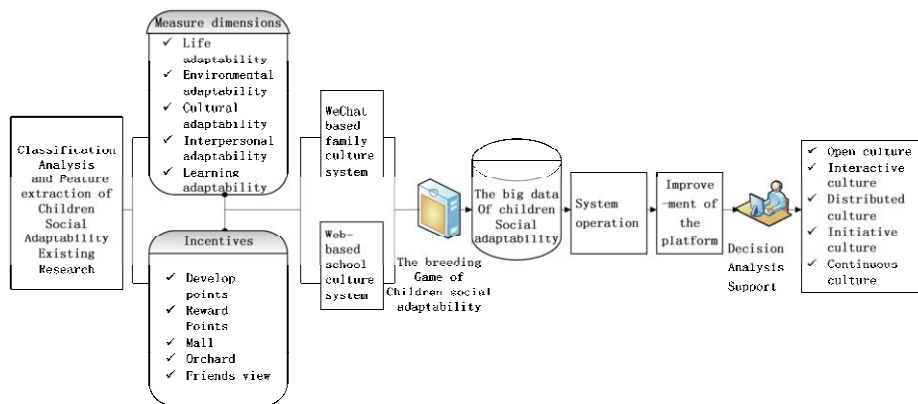 Classification
Analysis
and Feature
extraction of
Children
Social
Adaptability
Existing
Research
Measure dimensions
✓ Life
adaptability
✓ Environmental
adaptability
✓ Cultural
adaptability
✓ Interpersonal
adaptability
✓ Learning
adaptability
Incentives
✓ Develop
points
✓ Reward
Points
✓ Mall
✓ Orchard
✓ Friends view
WeChat
based
family
culture
system
Web-
based
school
culture
system
The breeding
Game of
Children social
adaptability
The big data
Of children
Social
adaptability
System
operation
Improve
-ment of
the
platform
Decision
Analysis
Support
✓ Open culture
✓ Interactive
culture
✓ Distributed
culture
✓ Initiative
culture
✓ Continuous
culture